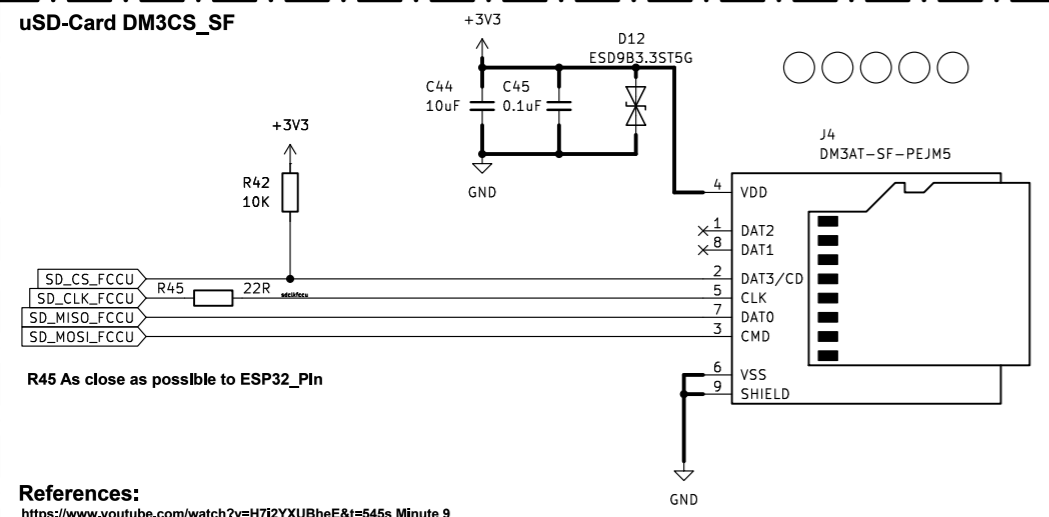 uSD-Card DM3CS_SF
+3V3
D12
ESD9B3.3ST5G
C44
10uF
C45
0.1uF
GND
+3V3
R42
10K
J4
DM3AT-SF-PEJM5
4 VDD
1 DAT2
8 DAT1
SD_CS_FCCU
2 DAT3/CD
SD_CLK_FCCU R45 22R sdclkfccu
5 CLK
SD_MISO_FCCU
7 DAT0
SD_MOSI_FCCU
3 CMD
R45 As close as possible to ESP32_Pin
6 VSS
9 SHIELD
GND
References:
https://www.youtube.com/watch?v=H7i2YXUBheE&t=545s Minute 9